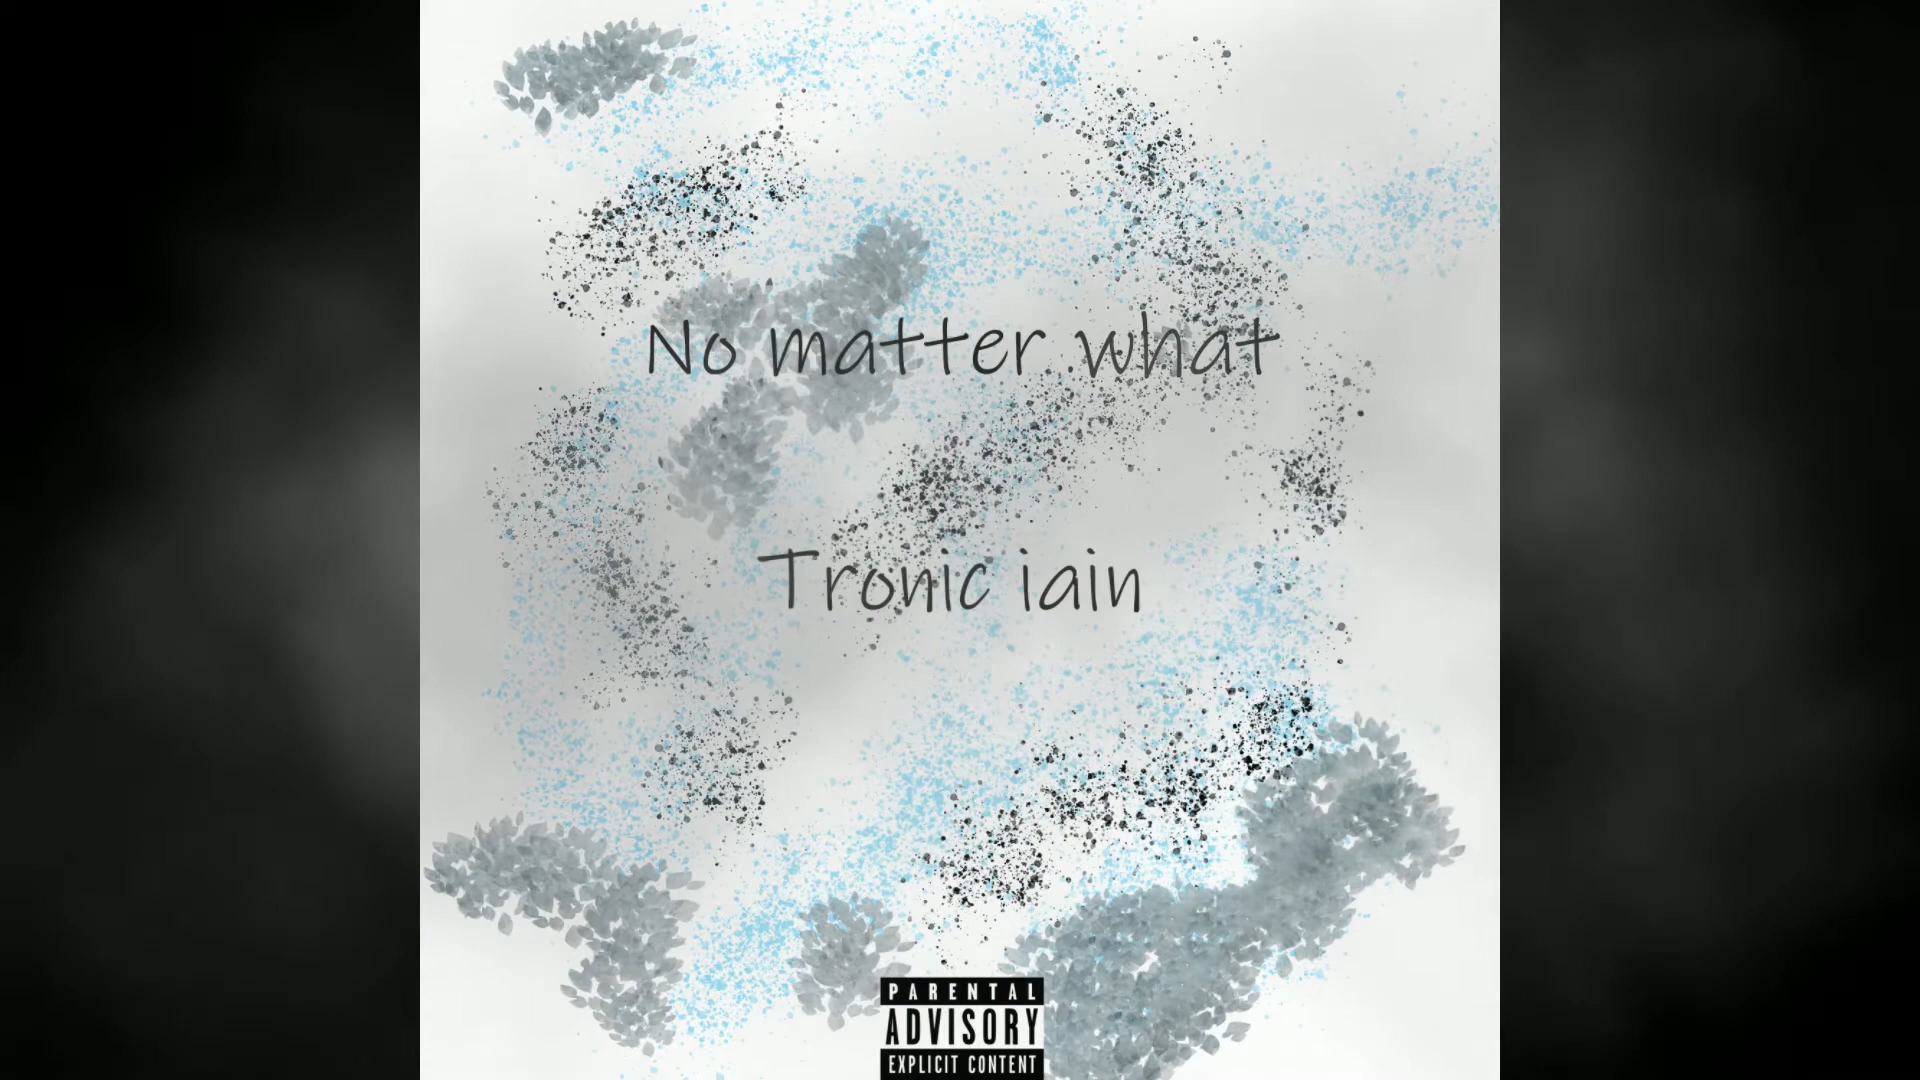 No matter what
Tronic iain
PARENTAL
ADVISORY
EXPLICIT CONTENT